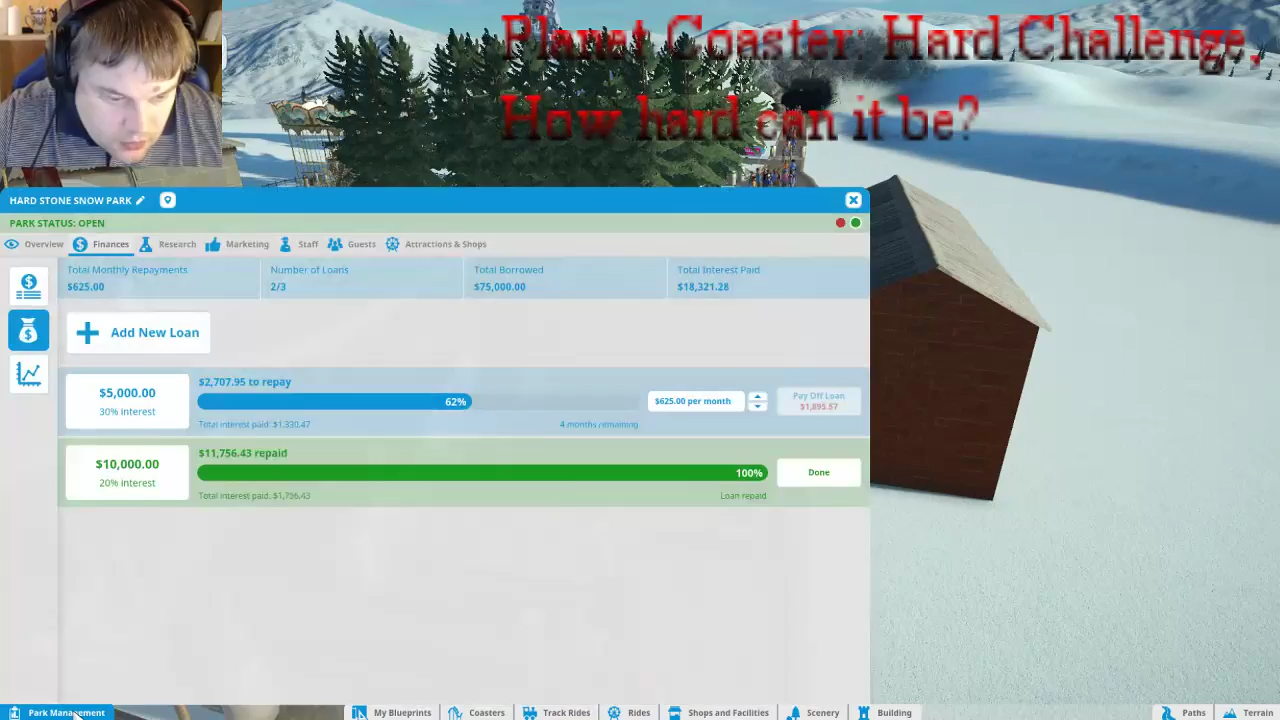 Planet Coaster: Hard Challenge,
How hard can it be?
HARD STONE SNOW PARK
PARK STATUS: OPEN
Overview Finances Research Marketing Staff Guests Attractions & Shops
Total Monthly Repayments Number of Loans Total Borrowed Total Interest Paid
$625.00 2/3 $75,000.00 $18,321.28
Add New Loan
$5,000.00
30% interest
$2,707.95 to repay
62%
$625.00 per month
Pay Off Loan
$1,895.57
Total interest paid: $1,330.47
4 months remaining
$10,000.00
20% interest
$11,756.43 repaid
100%
Done
Total interest paid: $1,756.43
Loan repaid
Park Management My Blueprints Coasters Track Rides Rides Shops and Facilities Scenery Building Paths Terrain